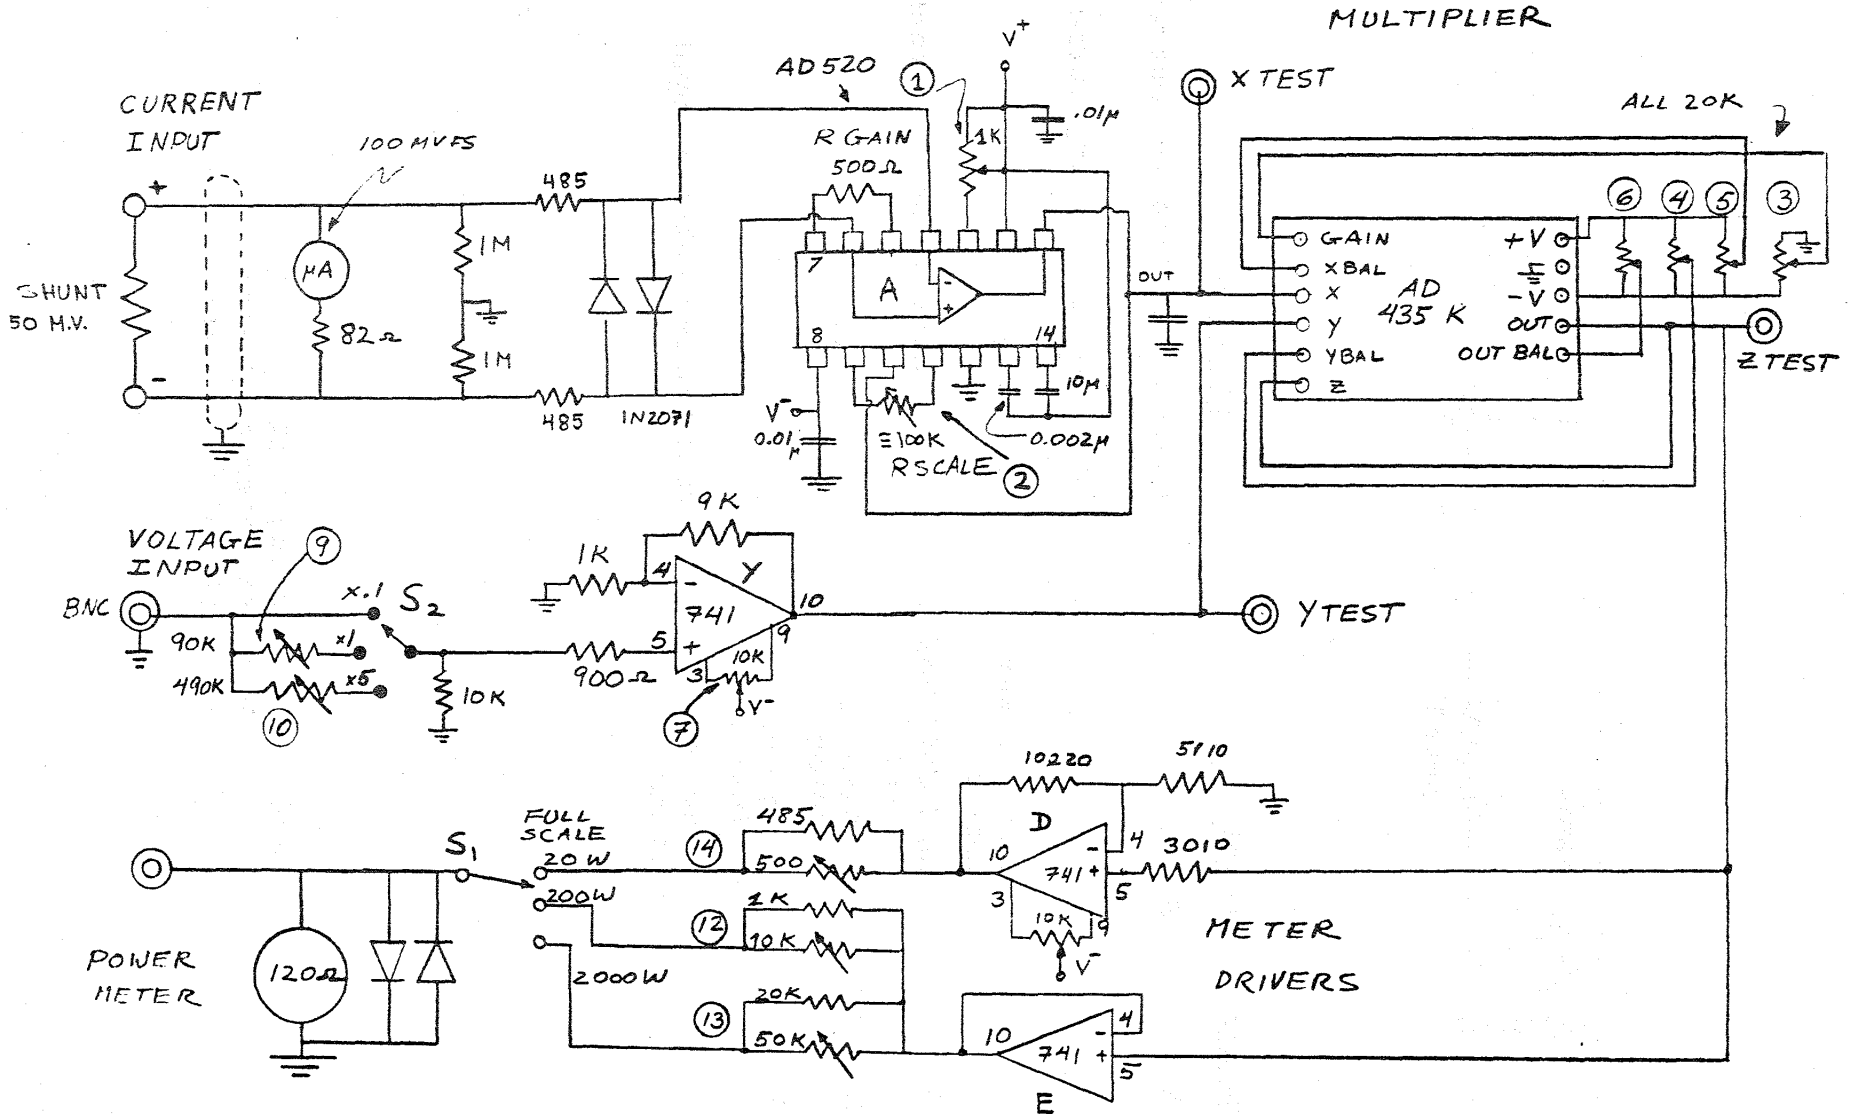 MULTIPLIER
CURRENT
INPUT
100 MVFS
+
SHUNT
50 M.V.
-
µA
82Ω
1M
1M
485
485
1N2071
AD520
1
V+
.01µ
1K
R GAIN
500Ω
7
A
-
+
8
14
V-
0.01µ
≡100K
R SCALE
2
0.002µ
10µ
OUT
X TEST
ALL 20K
6
4
5
3
GAIN
X BAL
X
Y
Y BAL
Z
AD
435 K
+V
-V
OUT
OUT BAL
Z TEST
VOLTAGE
INPUT
BNC
9
90K
490K
10
x.1
x1
x5
S2
10K
1K
9K
900Ω
4
-
5
+
Y
741
10
9
3
10K
V-
7
Y TEST
POWER
METER
120Ω
S1
FULL
SCALE
20W
200W
2000W
14
485
500
12
1K
10K
13
20K
50K
10220
5110
D
10
741
-
4
+
5
3
9
10K
V-
3010
METER
DRIVERS
10
741
-
4
+
5
E